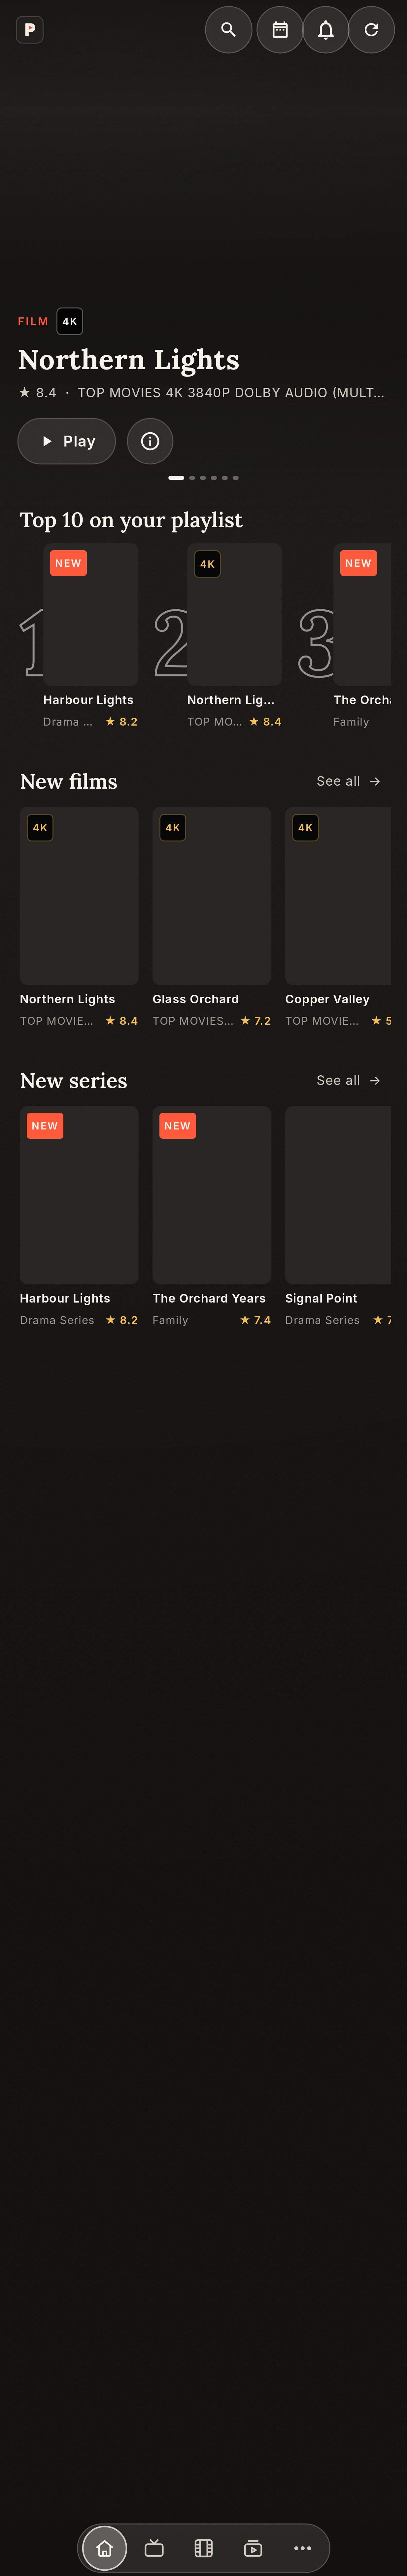 P
FILM 4K
Northern Lights
★ 8.4 · TOP MOVIES 4K 3840P DOLBY AUDIO (MULT...
Play
Top 10 on your playlist
NEW 4K NEW
1 2 3
Harbour Lights Northern Lig... The Orcha
Drama ... ★ 8.2 TOP MO... ★ 8.4 Family
New films See all →
4K 4K 4K
Northern Lights Glass Orchard Copper Valley
TOP MOVIE... ★ 8.4 TOP MOVIES... ★ 7.2 TOP MOVIE... ★ 5
New series See all →
NEW NEW
Harbour Lights The Orchard Years Signal Point
Drama Series ★ 8.2 Family ★ 7.4 Drama Series ★ 7